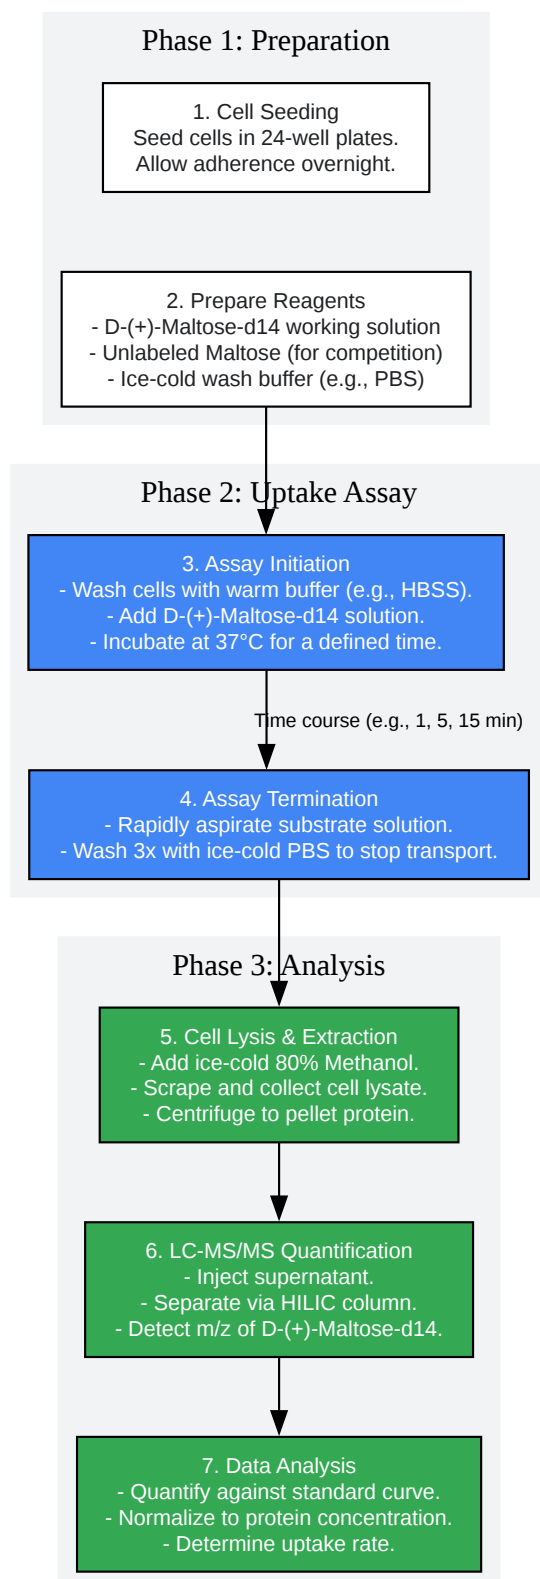 Phase 1: Preparation
1. Cell Seeding
Seed cells in 24-well plates.
Allow adherence overnight.
2. Prepare Reagents
- D-(+)-Maltose-d14 working solution
- Unlabeled Maltose (for competition)
- Ice-cold wash buffer (e.g., PBS)
Phase 2: Uptake Assay
3. Assay Initiation
- Wash cells with warm buffer (e.g., HBSS).
- Add D-(+)-Maltose-d14 solution.
- Incubate at 37°C for a defined time.
Time course (e.g., 1, 5, 15 min)
4. Assay Termination
- Rapidly aspirate substrate solution.
- Wash 3x with ice-cold PBS to stop transport.
Phase 3: Analysis
5. Cell Lysis & Extraction
- Add ice-cold 80% Methanol.
- Scrape and collect cell lysate.
- Centrifuge to pellet protein.
6. LC-MS/MS Quantification
- Inject supernatant.
- Separate via HILIC column.
- Detect m/z of D-(+)-Maltose-d14.
7. Data Analysis
- Quantify against standard curve.
- Normalize to protein concentration.
- Determine uptake rate.